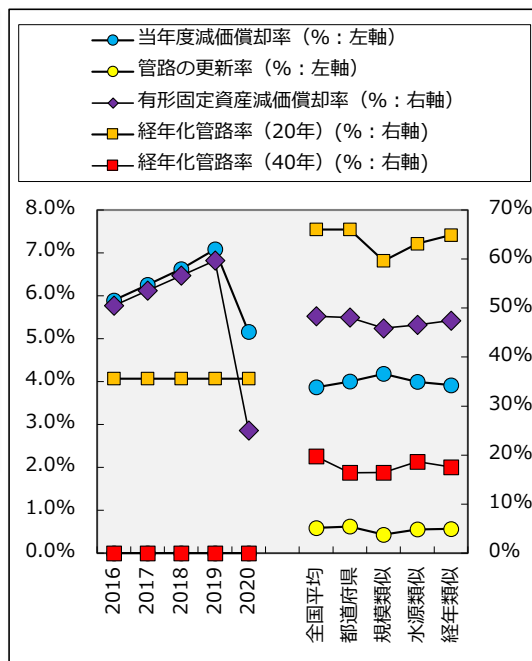 当年度減価償却率（%：左軸）
管路の更新率（%：左軸）
有形固定資産減価償却率（%：右軸）
経年化管路率（20年）(%：右軸)
経年化管路率（40年）(%：右軸)
8.0%
7.0%
6.0%
5.0%
4.0%
3.0%
2.0%
1.0%
0.0%
70%
60%
50%
40%
30%
20%
10%
0%
2016
2017
2018
2019
2020
全国平均
都道府県
規模類似
水源類似
経年類似